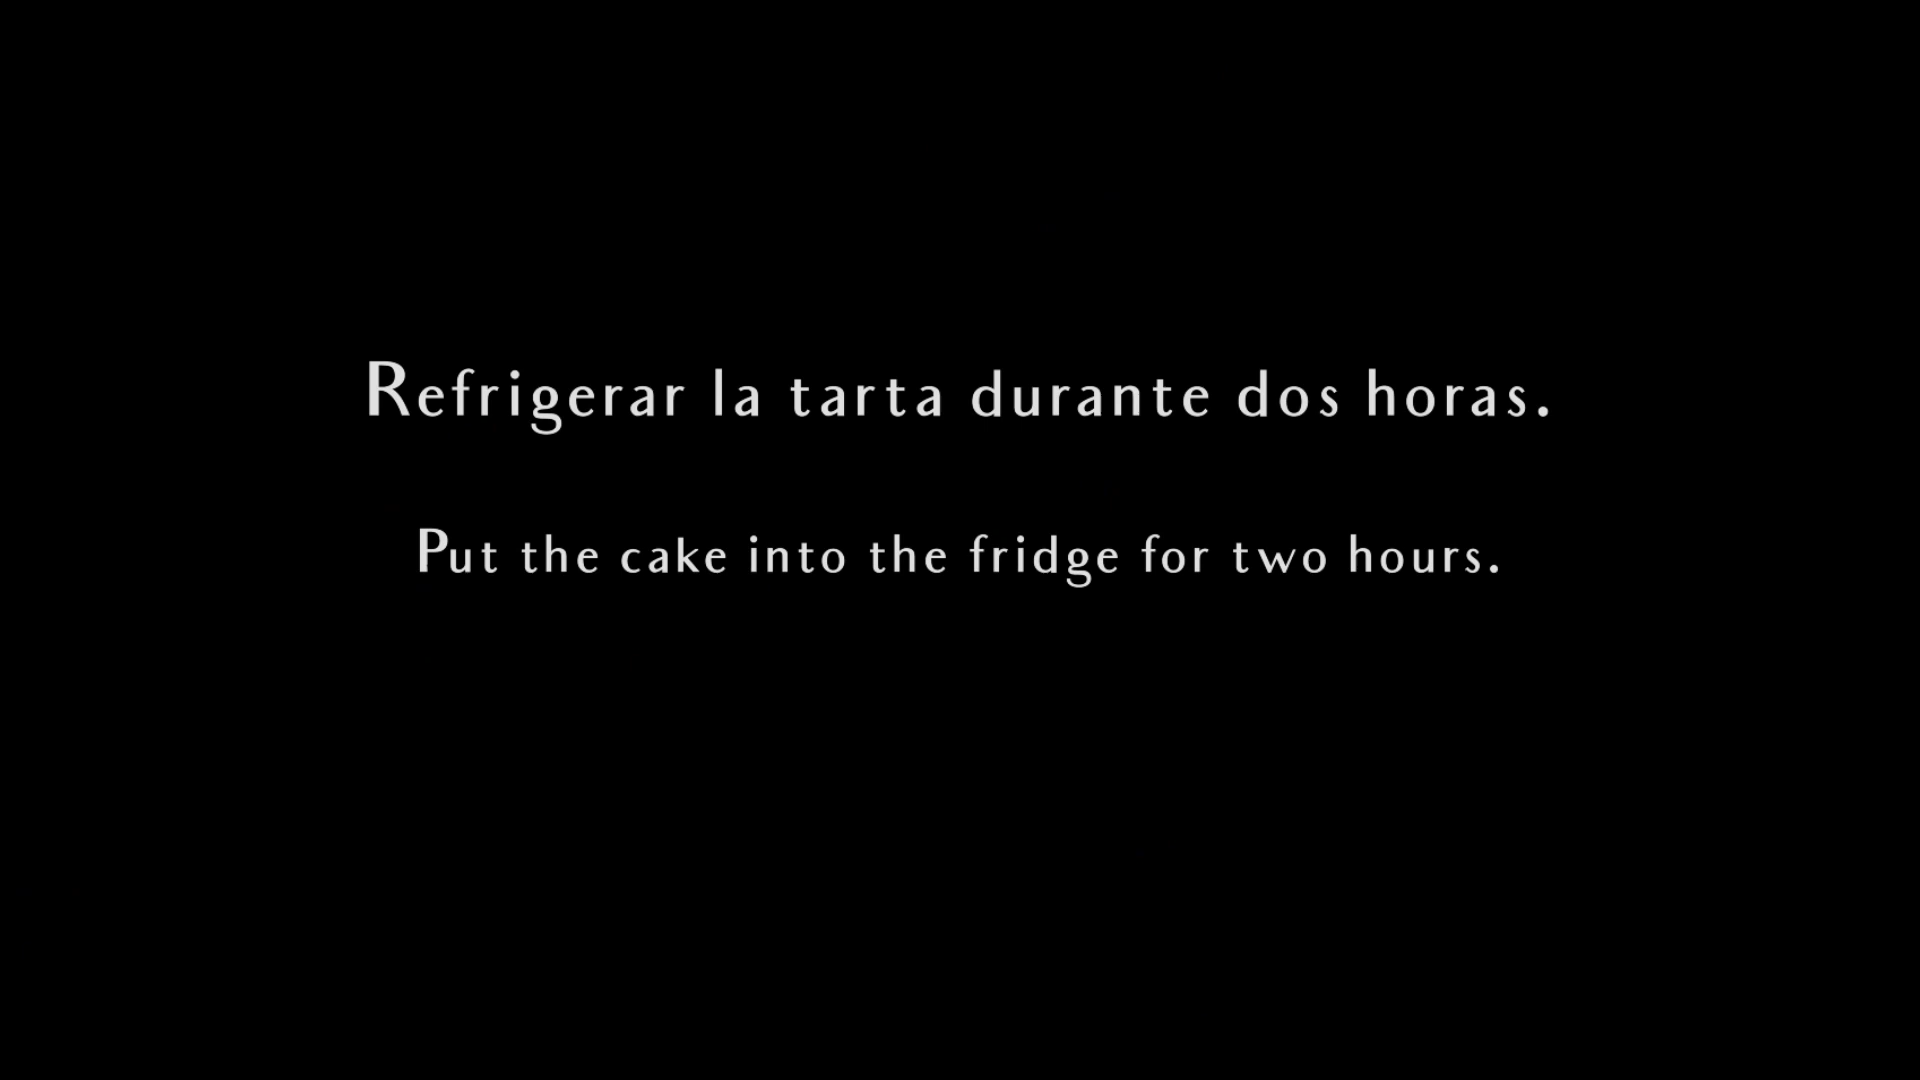 Refrigerar la tarta durante dos horas.
Put the cake into the fridge for two hours.